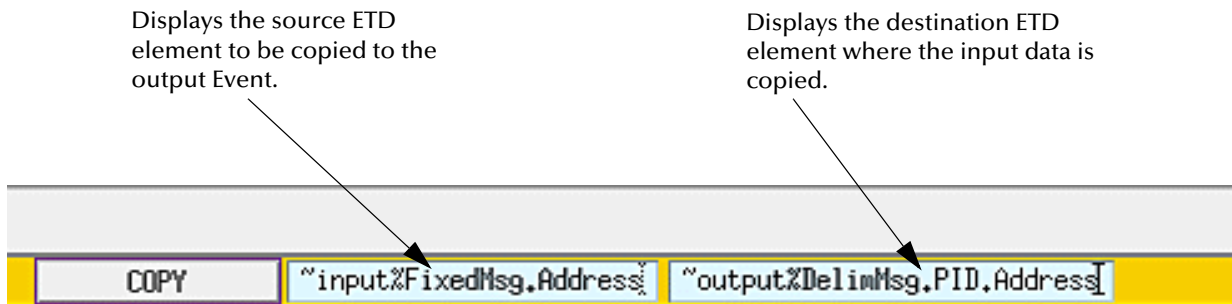 Displays the source ETD
element to be copied to the
output Event.
Displays the destination ETD
element where the input data is
copied.
COPY
~input%FixedMsg.Address
~output%DelimMsg.PID.Address